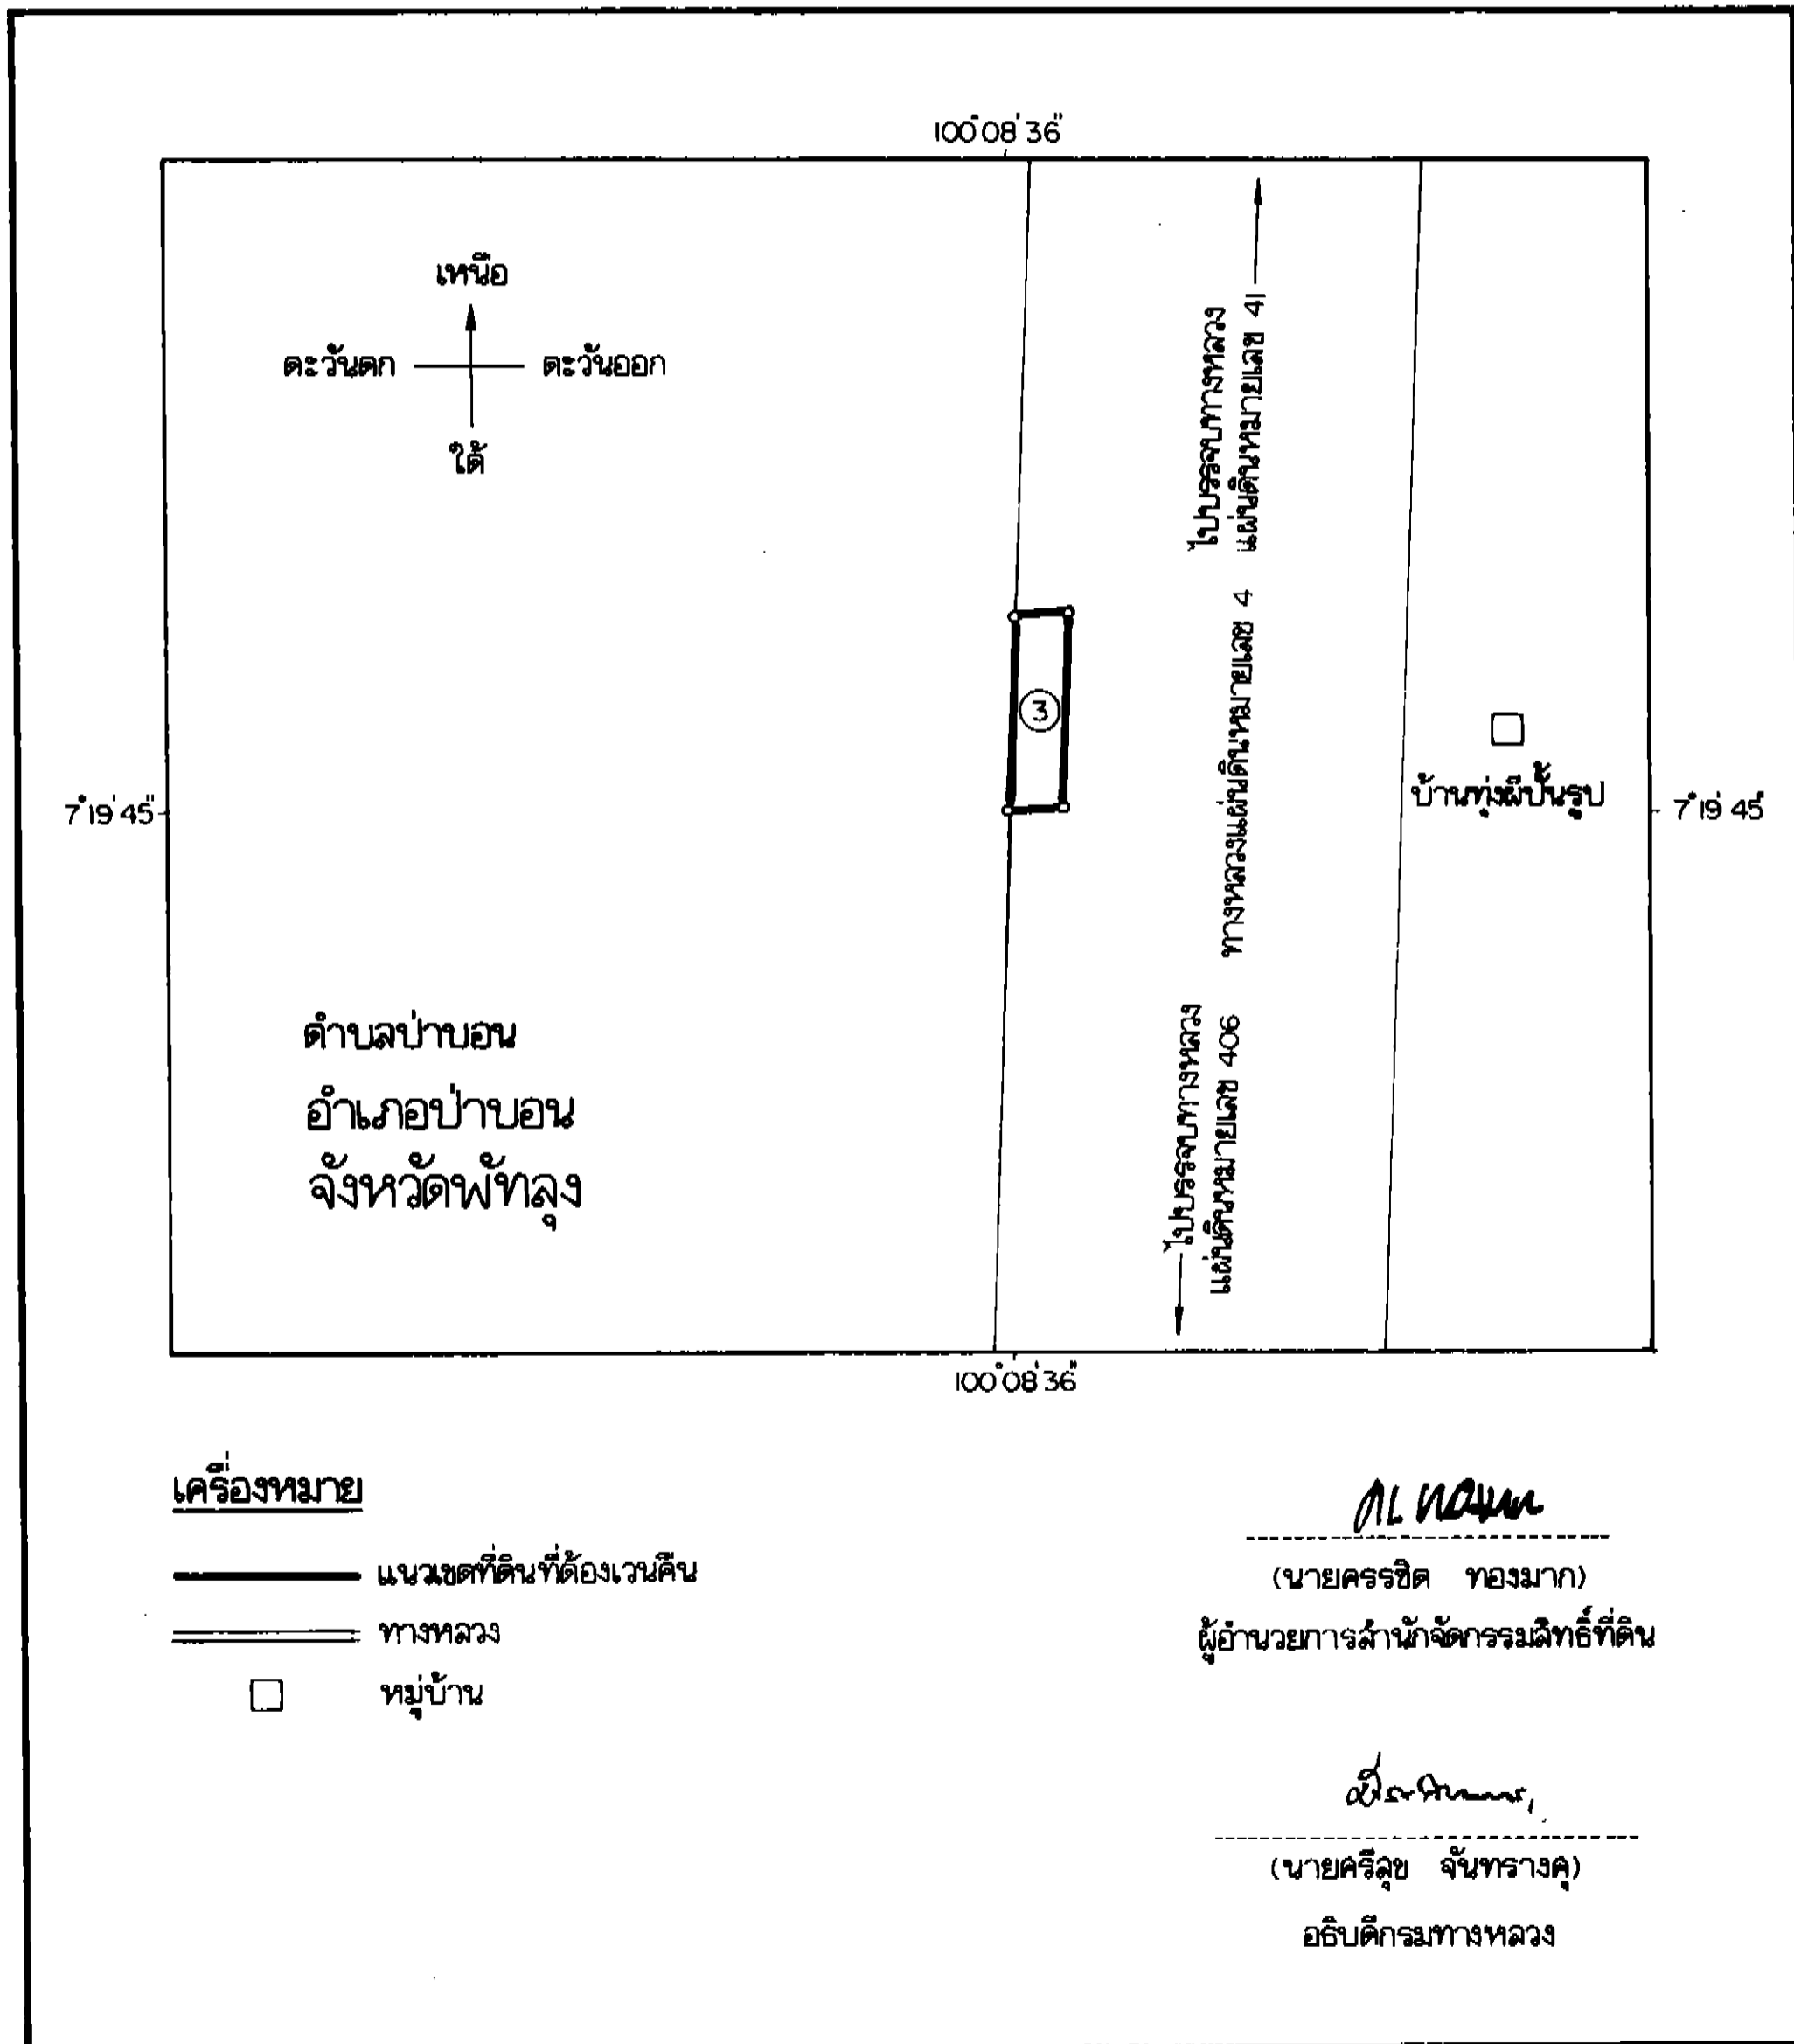 100°08'36"
เหนือ
ตะวันตก
ตะวันออก
ใต้
ไปบรรจบทางหลวง
แผ่นดินหมายเลข 41
ทางหลวงแผ่นดินหมายเลข 4
3
บ้านทุ่งผีปั้นรูป
7°19'45"
7°19'45"
ไปบรรจบทางหลวง
แผ่นดินหมายเลข 406
ตำบลป่าบอน
อำเภอป่าบอน
จังหวัดพัทลุง
100°08'36"
เครื่องหมาย
แนวเขตที่ดินที่ต้องเวนคืน
ทางหลวง
หมู่บ้าน
(นายครรชิต ทองมาก)
ผู้อำนวยการสำนักจัดกรรมสิทธิ์ที่ดิน
(นายศรีสุข จันทรางศุ)
อธิบดีกรมทางหลวง